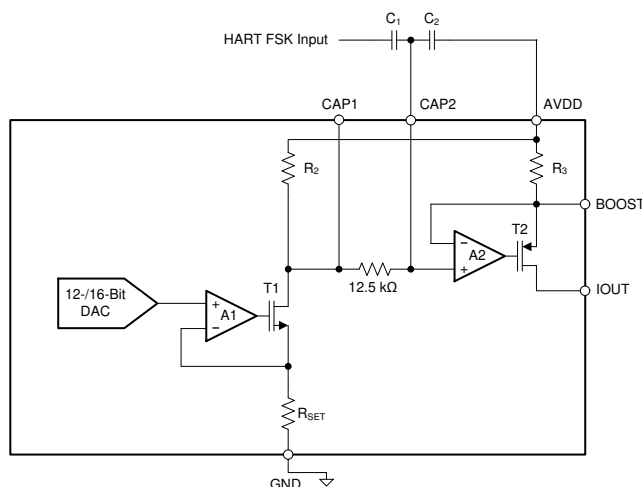 C₁
C₂
HART FSK Input
CAP1
CAP2
AVDD
R₂
R₃
BOOST
T2
−
A2
+
T1
12.5 kΩ
IOUT
12-/16-Bit
DAC
+
A1
−
RSET
GND